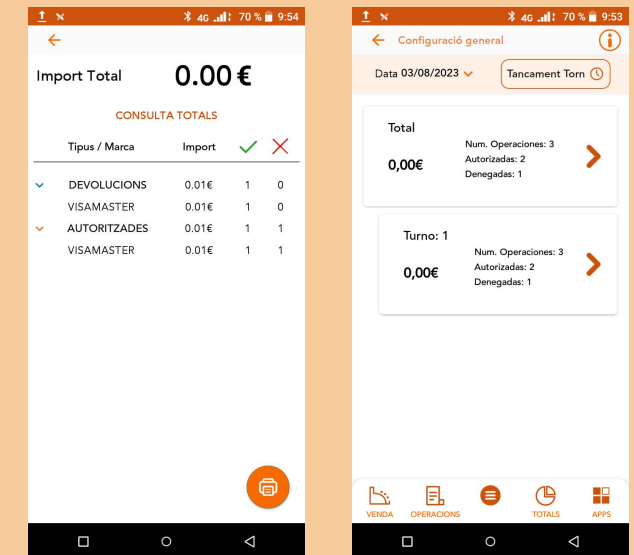 4G 70 % 9:54
Import Total 0.00 €
CONSULTA TOTALS
Tipus / Marca Import
DEVOLUCIONS 0.01€ 1 0
VISAMASTER 0.01€ 1 0
AUTORITZADES 0.01€ 1 1
VISAMASTER 0.01€ 1 1
4G 70 % 9:53
Configuració general
Data 03/08/2023 Tancament Torn
Total
0,00€
Num. Operaciones: 3
Autorizadas: 2
Denegadas: 1
Turno: 1
0,00€
Num. Operaciones: 3
Autorizadas: 2
Denegadas: 1
VENDA OPERACIONS TOTALS APPS